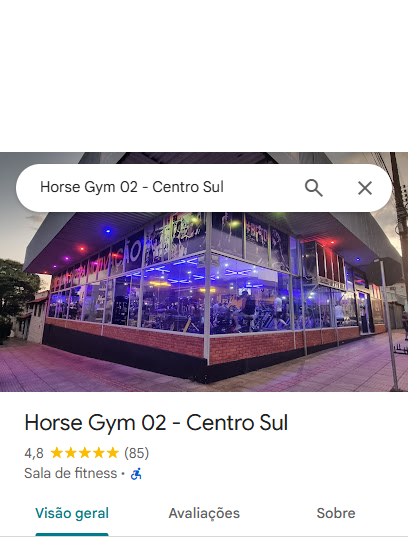 Horse Gym 02 - Centro Sul
Horse Gym 02 - Centro Sul
4,8 (85)
Sala de fitness ·
Visão geral
Avaliações
Sobre